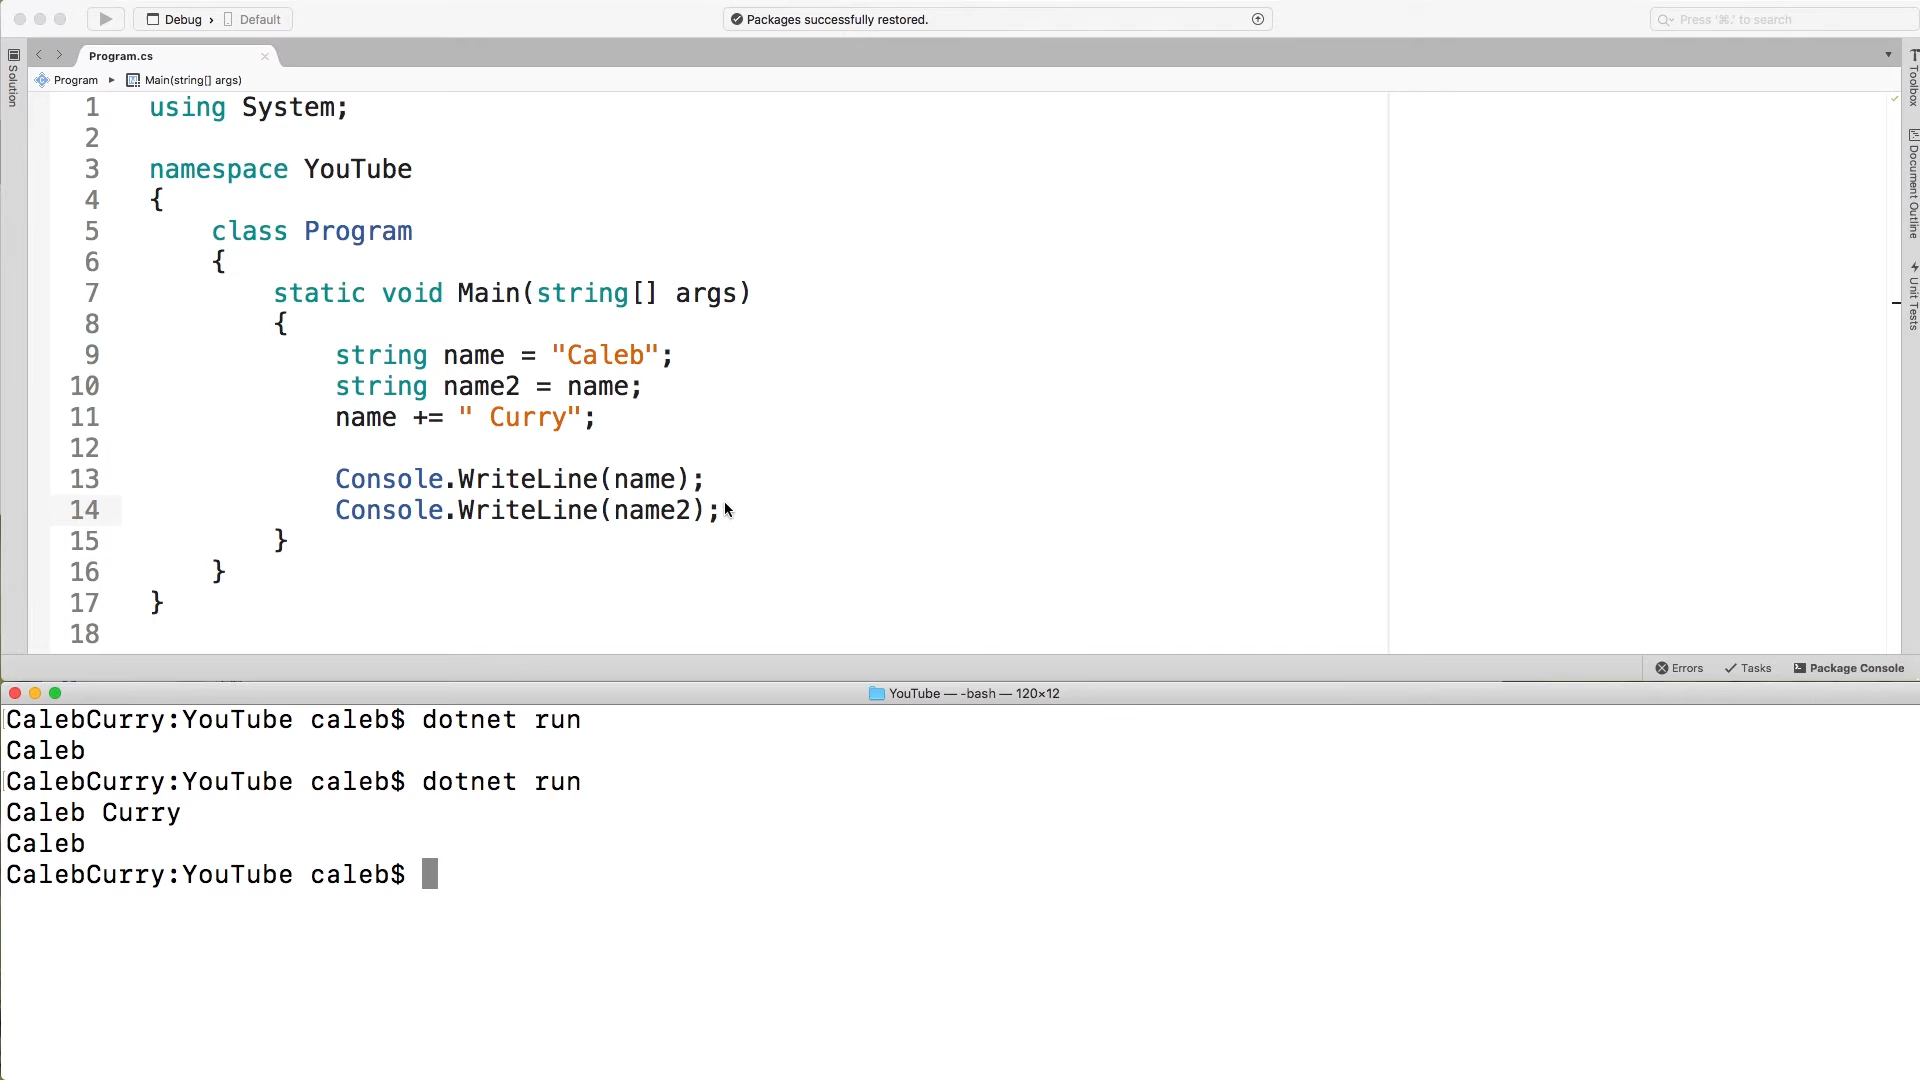 Debug › Default
Packages successfully restored.
Press '⌘.' to search
Program.cs
Program ▸ Main(string[] args)
Solution
Toolbox
Document Outline
Unit Tests
1 using System;
2
3 namespace YouTube
4 {
5 class Program
6 {
7 static void Main(string[] args)
8 {
9 string name = "Caleb";
10 string name2 = name;
11 name += " Curry";
12
13 Console.WriteLine(name);
14 Console.WriteLine(name2);
15 }
16 }
17 }
18
Errors Tasks Package Console
YouTube — -bash — 120×12
CalebCurry:YouTube caleb$ dotnet run
Caleb
CalebCurry:YouTube caleb$ dotnet run
Caleb Curry
Caleb
CalebCurry:YouTube caleb$